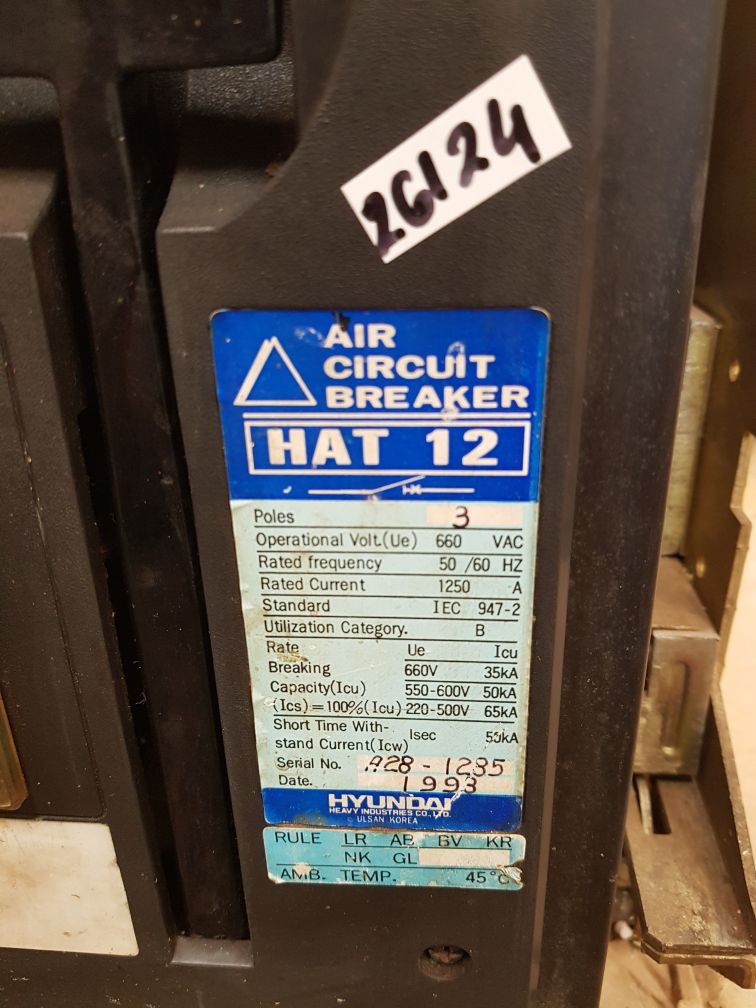 26124
AIR
CIRCUIT
BREAKER
HAT 12
Poles 3
Operational Volt.(Ue) 660 VAC
Rated frequency 50 /60 HZ
Rated Current 1250 A
Standard IEC 947-2
Utilization Category. B
Rate Ue Icu
Breaking 660V 35kA
Capacity(Icu) 550-600V 50kA
(Ics)=100%(Icu) 220-500V 65kA
Short Time With-
stand Current(Icw) 1sec 50kA
Serial No. A28-1235
Date. 1993
HYUNDAI
HEAVY INDUSTRIES CO., LTD.
ULSAN KOREA
RULE LR AB BV KR
NK GL
AMB. TEMP. 45°C